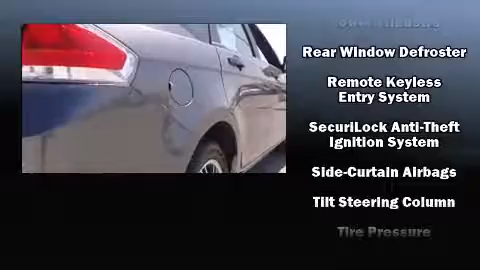 Rear Window Defroster
Remote Keyless
Entry System
SecuriLock Anti-Theft
Ignition System
Side-Curtain Airbags
Tilt Steering Column
Tire Pressure